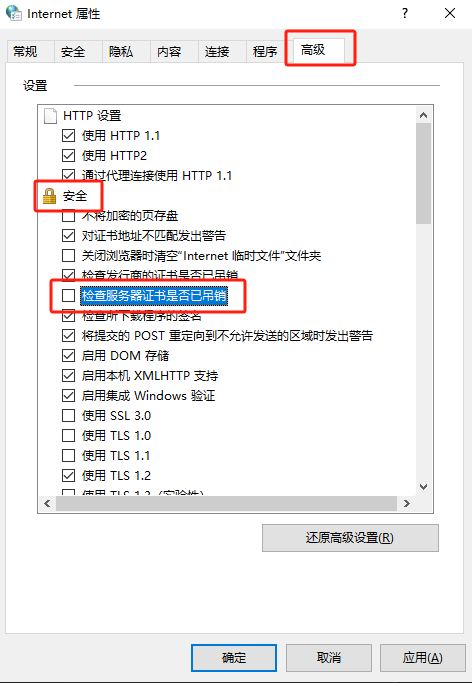 Internet 属性
常规 安全 隐私 内容 连接 程序 高级
设置
HTTP 设置
使用 HTTP 1.1
使用 HTTP2
通过代理连接使用 HTTP 1.1
安全
不将加密的页存盘
对证书地址不匹配发出警告
关闭浏览器时清空“Internet 临时文件”文件夹
检查发行商的证书是否已吊销
检查服务器证书是否已吊销
检查所下载程序的签名
将提交的 POST 重定向到不允许发送的区域时发出警告
启用 DOM 存储
启用本机 XMLHTTP 支持
启用集成 Windows 验证
使用 SSL 3.0
使用 TLS 1.0
使用 TLS 1.1
使用 TLS 1.2
使用 TLS 1.3（实验性）
还原高级设置(R)
确定 取消 应用(A)